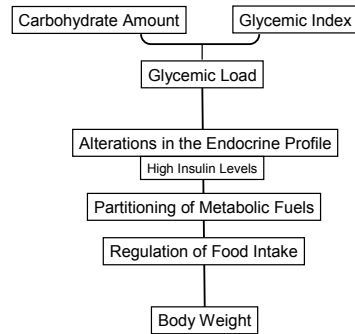 Carbohydrate Amount
Glycemic Index
Glycemic Load
Alterations in the Endocrine Profile
High Insulin Levels
Partitioning of Metabolic Fuels
Regulation of Food Intake
Body Weight